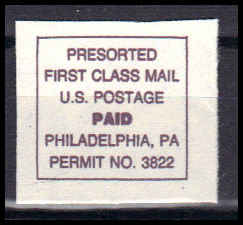 PRESORTED
FIRST CLASS MAIL
U.S. POSTAGE
PAID
PHILADELPHIA, PA
PERMIT NO. 3822